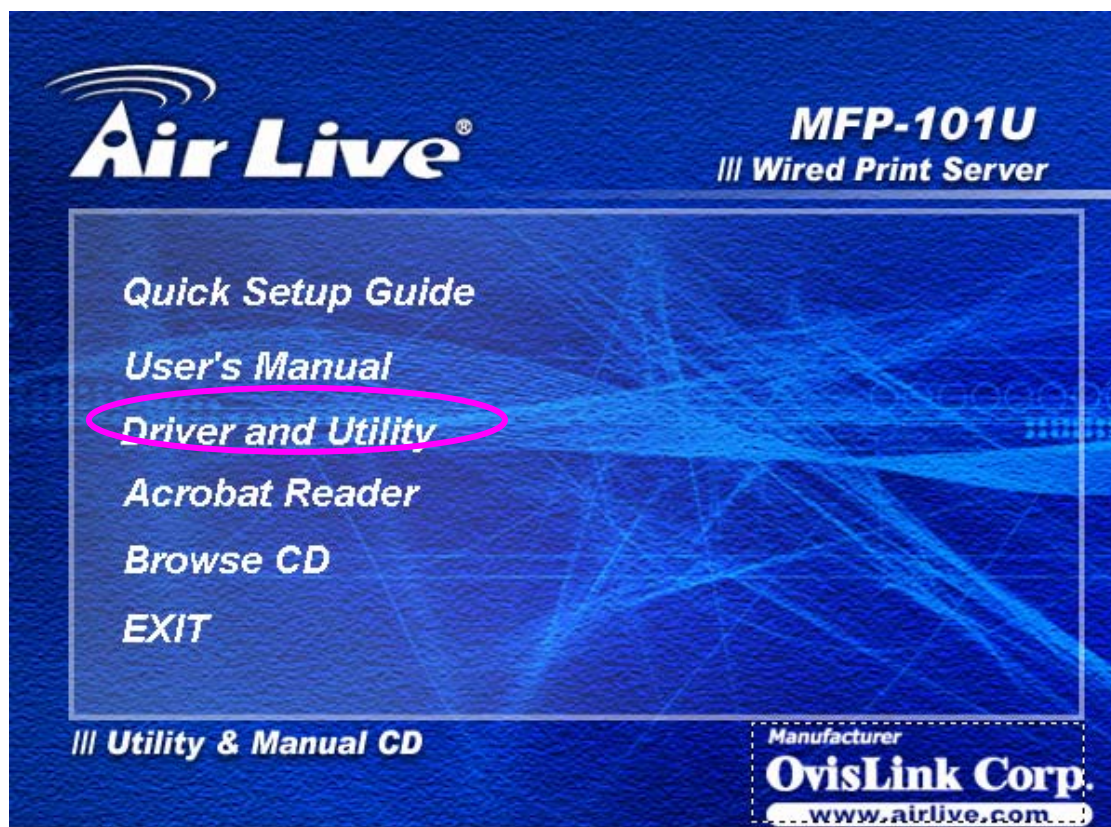 Air Live®
MFP-101U
/// Wired Print Server
Quick Setup Guide
User's Manual
Driver and Utility
Acrobat Reader
Browse CD
EXIT
/// Utility & Manual CD
Manufacturer
OvisLink Corp.
www.airlive.com